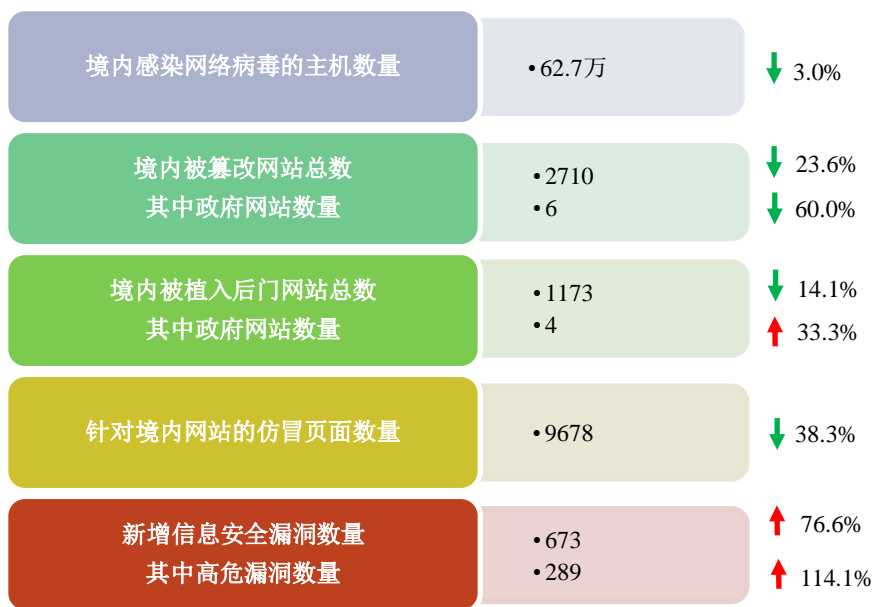 境内感染网络病毒的主机数量
•62.7万
3.0%
境内被篡改网站总数
其中政府网站数量
•2710
•6
23.6%
60.0%
境内被植入后门网站总数
其中政府网站数量
•1173
•4
14.1%
33.3%
针对境内网站的仿冒页面数量
•9678
38.3%
新增信息安全漏洞数量
其中高危漏洞数量
•673
•289
76.6%
114.1%